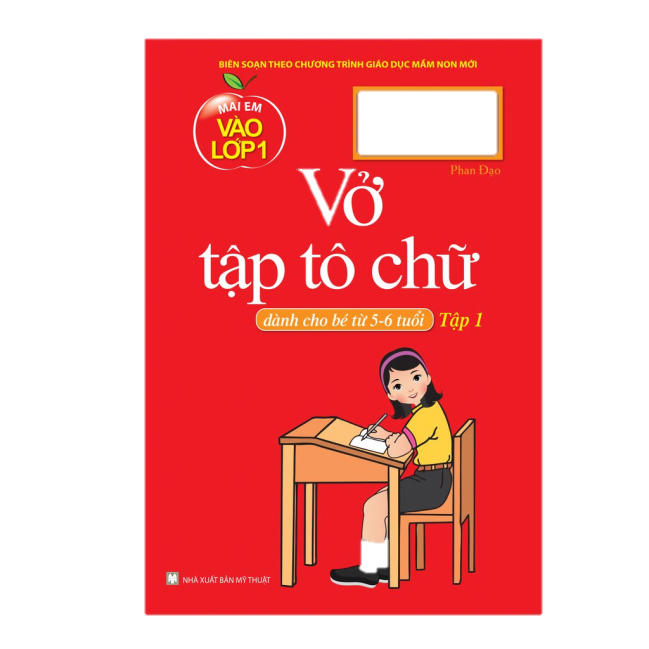 BIÊN SOẠN THEO CHƯƠNG TRÌNH GIÁO DỤC MẦM NON MỚI
MAI EM
VÀO
LỚP 1
Phan Đạo
Vở
tập tô chữ
dành cho bé từ 5-6 tuổi Tập 1
NHÀ XUẤT BẢN MỸ THUẬT